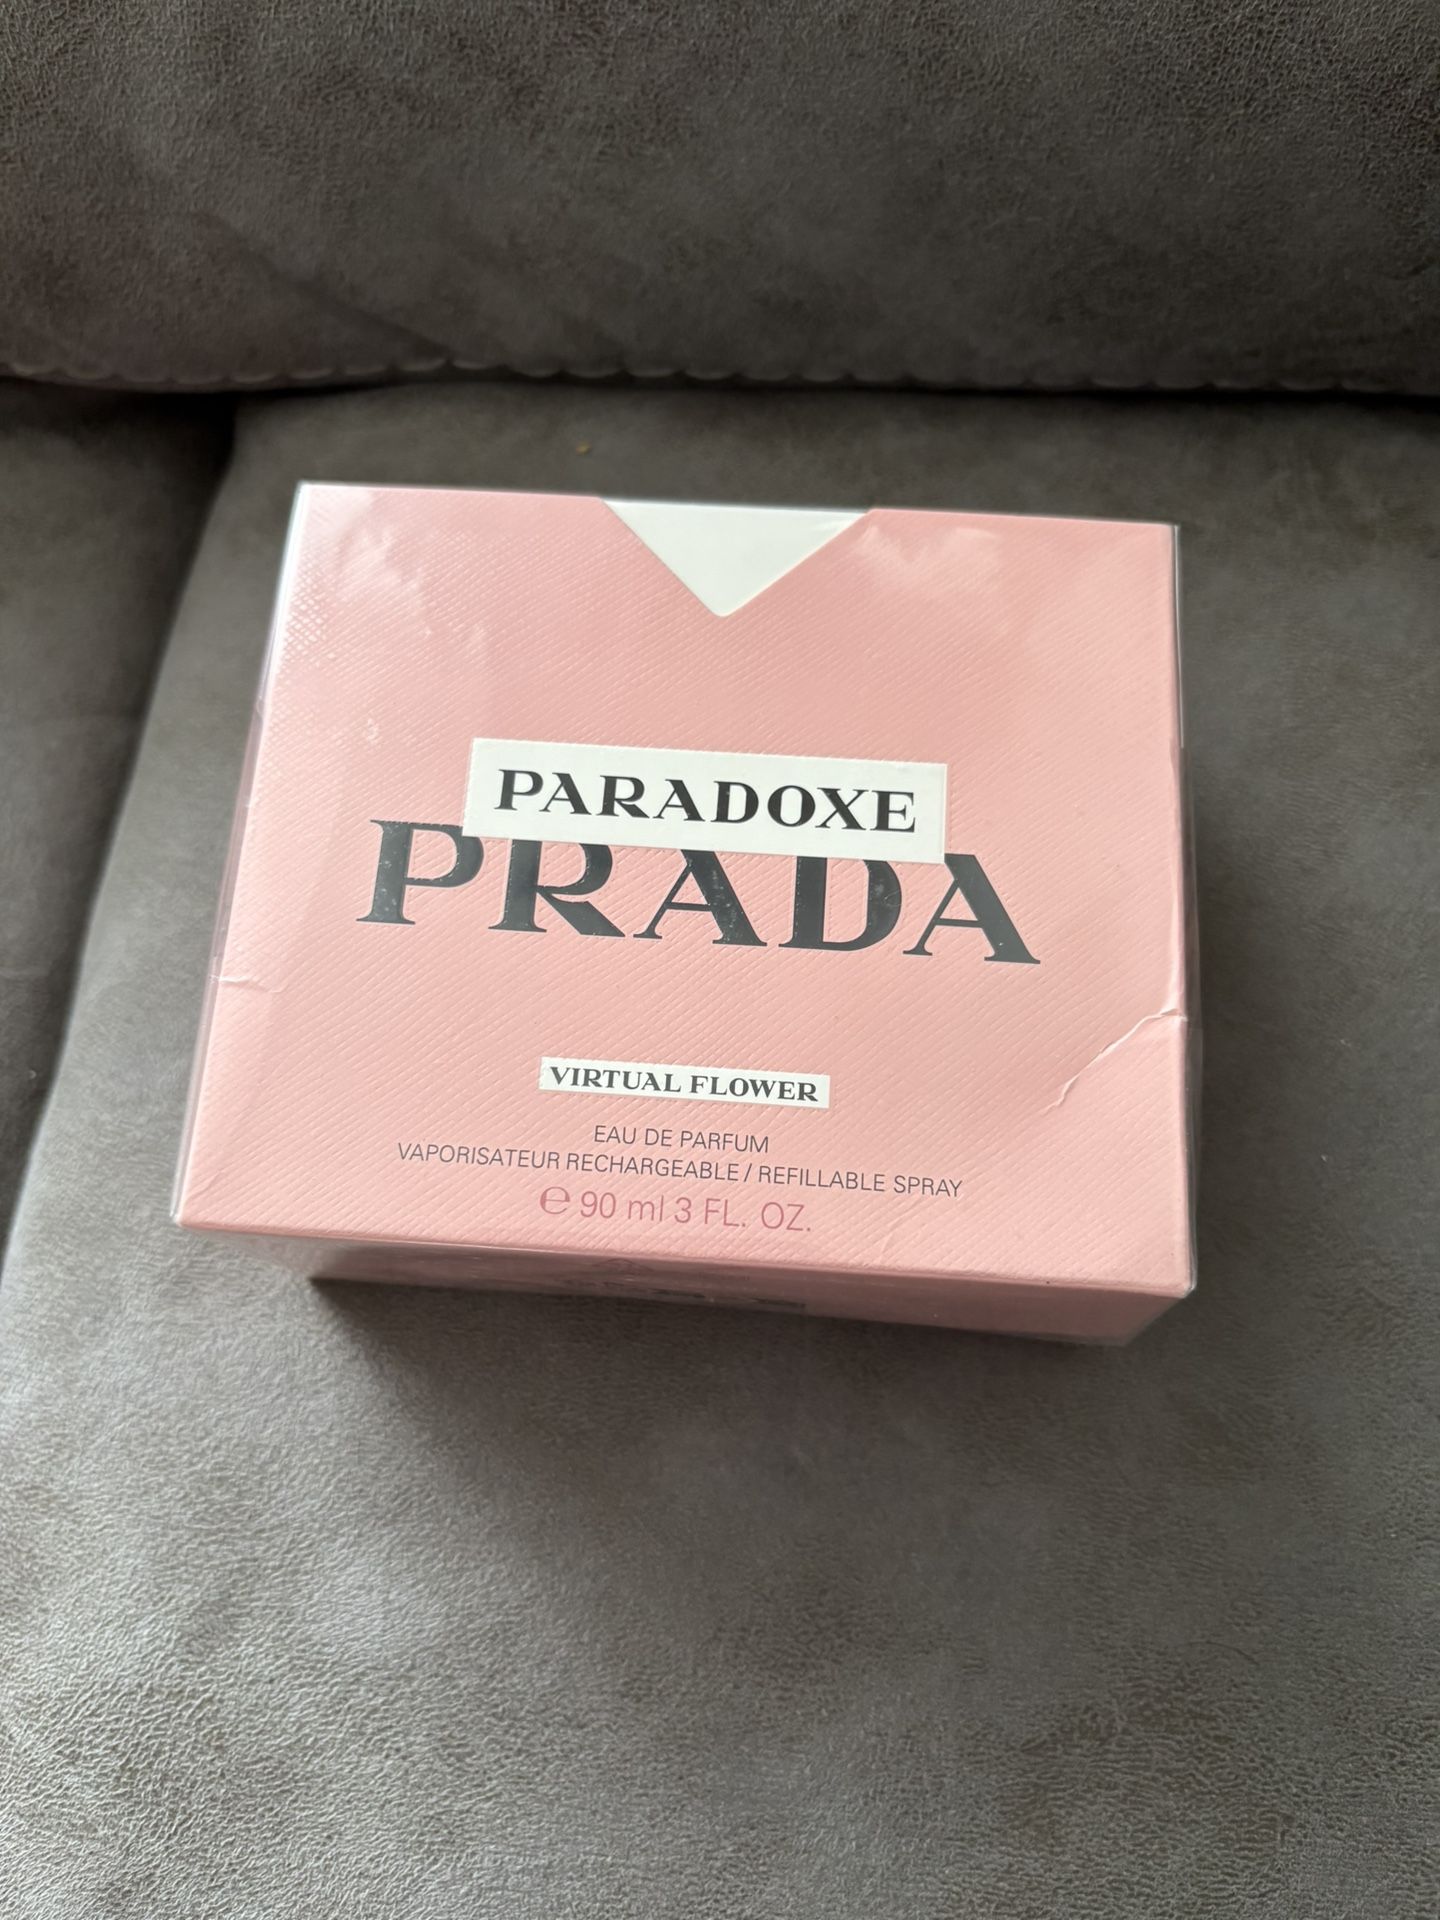 PARADOXE
PRADA
VIRTUAL FLOWER
EAU DE PARFUM
VAPORISATEUR RECHARGEABLE / REFILLABLE SPRAY
℮ 90 ml 3 FL. OZ.